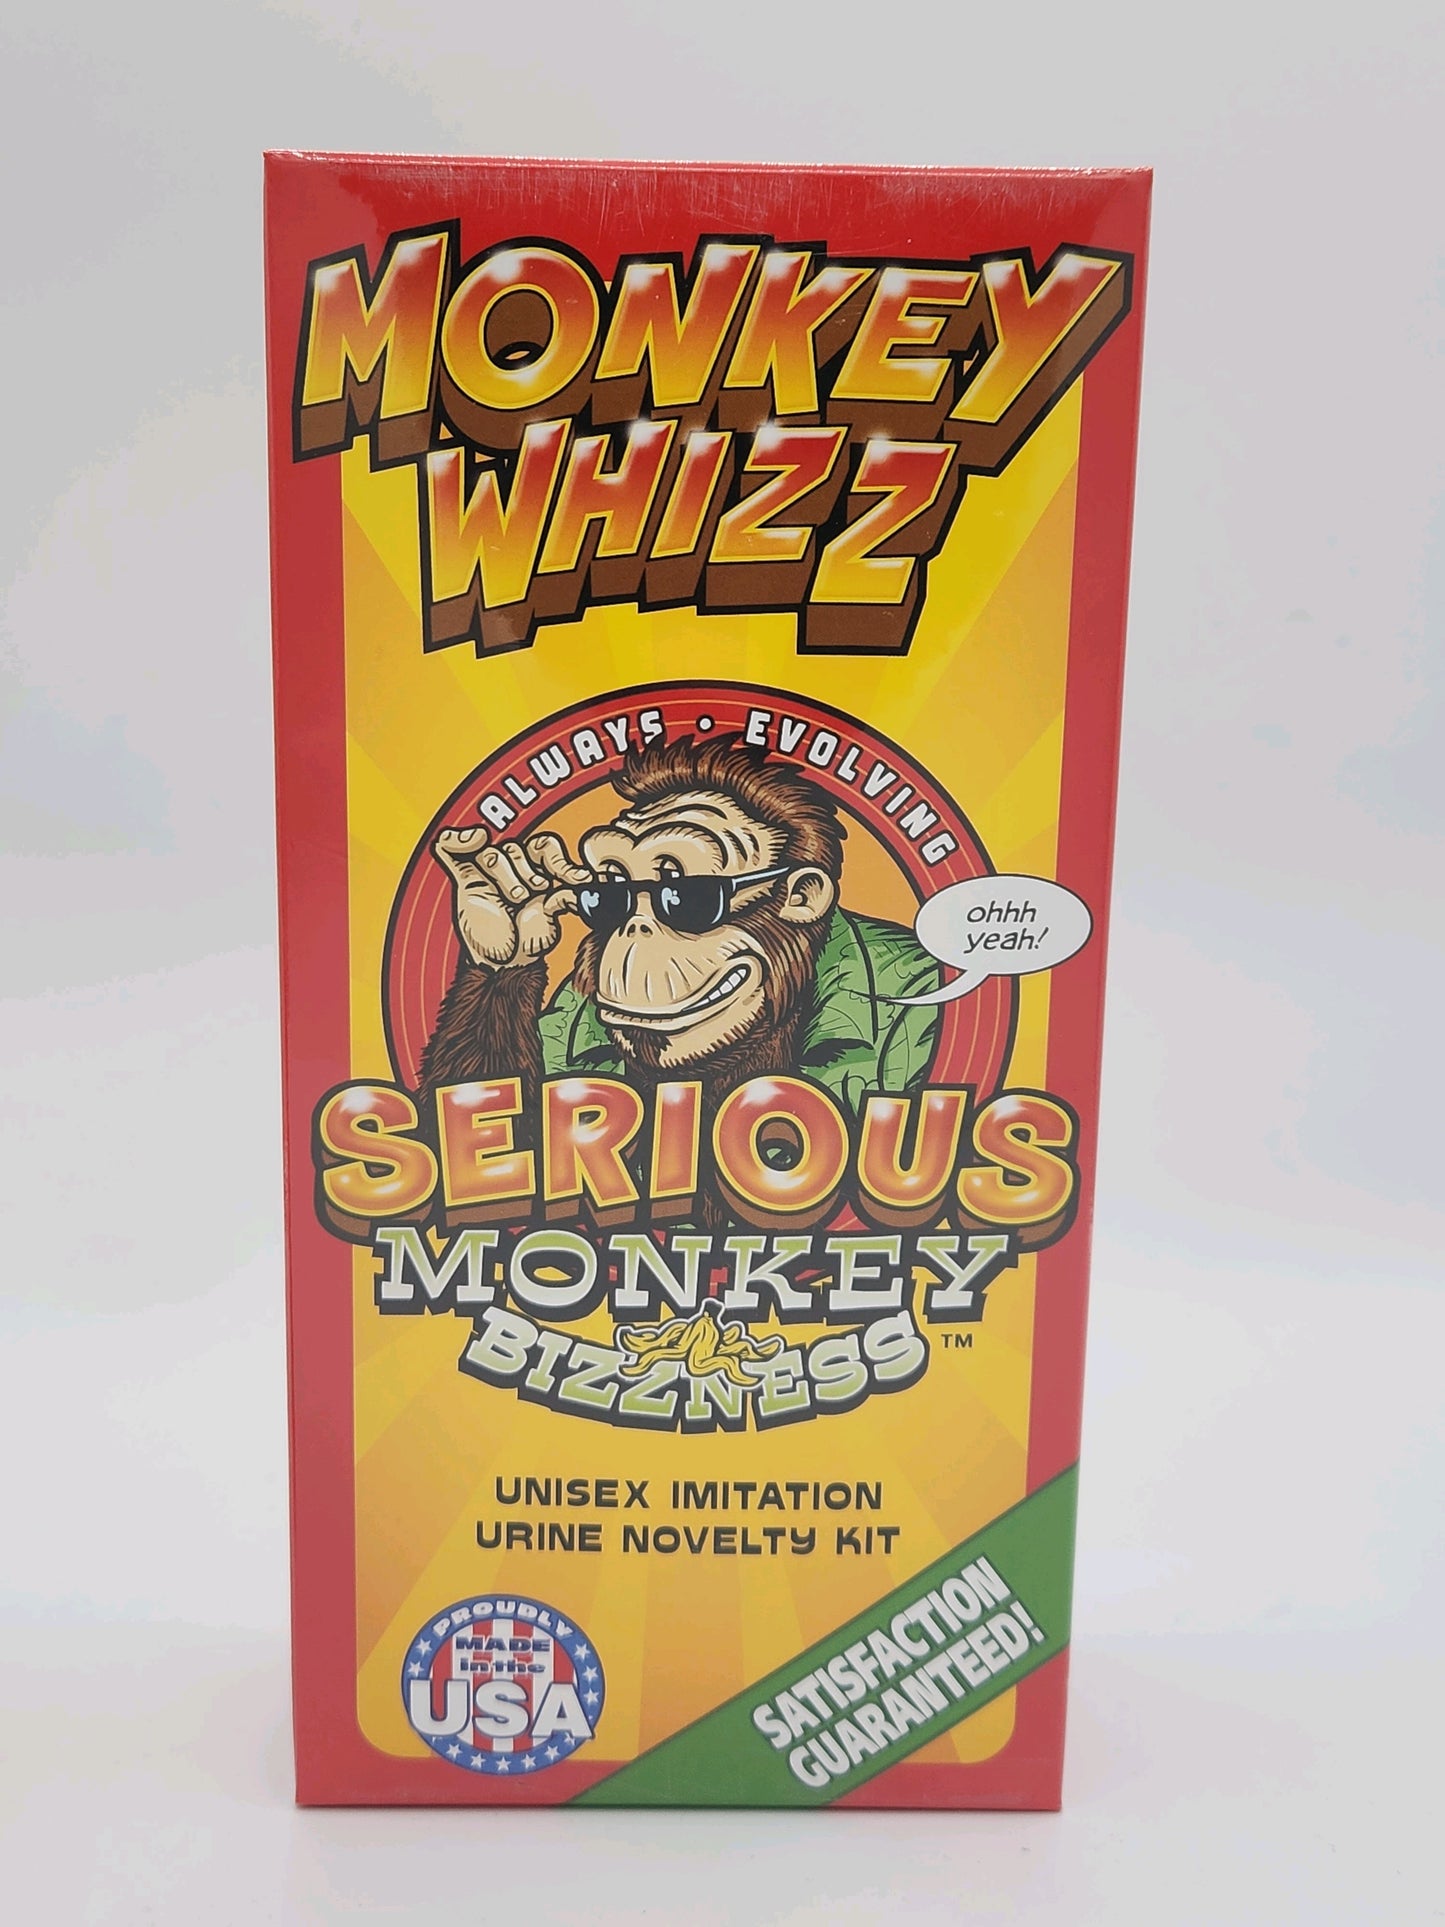 MONKEY
WHIZZ
ALWAYS • EVOLVING
ohhh
yeah!
SERIOUS
MONKEY
BIZZNESS™
UNISEX IMITATION
URINE NOVELTY KIT
PROUDLY
MADE
in the
USA
SATISFACTION
GUARANTEED!